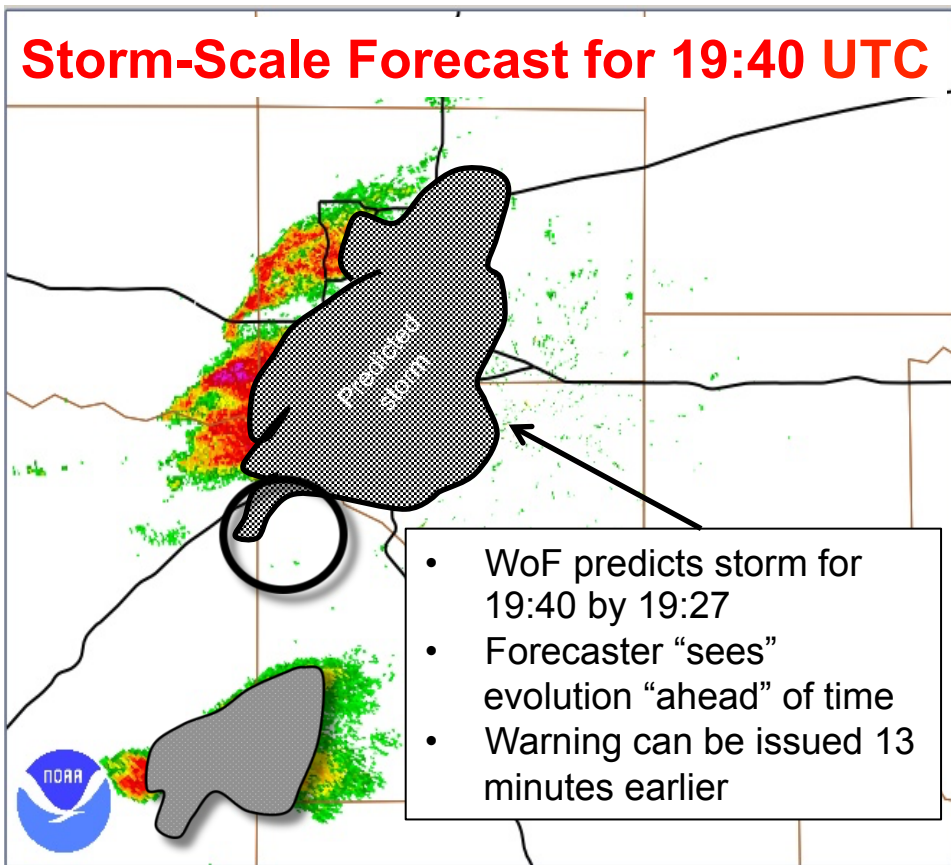 Storm-Scale Forecast for 19:40 UTC
Predicted
storm
• WoF predicts storm for
19:40 by 19:27
• Forecaster “sees”
evolution “ahead” of time
• Warning can be issued 13
minutes earlier
NOAA